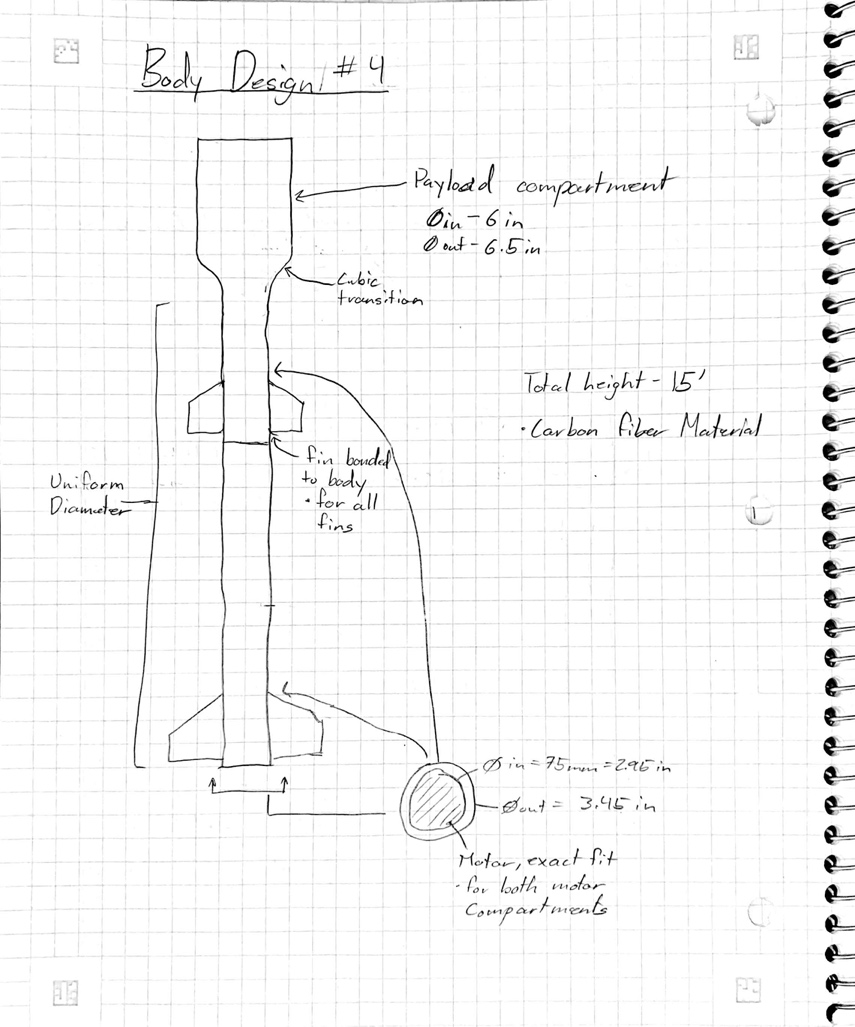 Body Design #4
Payload compartment
Øin - 6 in
Øout - 6.5 in
Cubic
transition
Total height - 15'
• Carbon fiber Material
fin bonded
to body
• for all
fins
Uniform
Diameter
Øin = 75mm = 2.95 in
Øout = 3.45 in
Motor, exact fit
- for both motor
Compartments